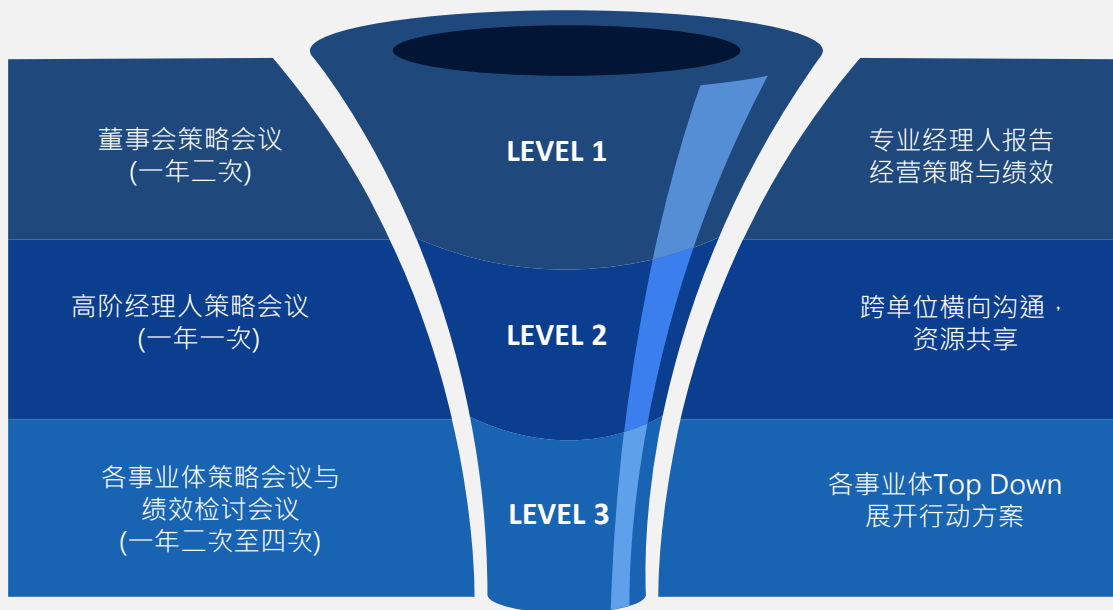 董事会策略会议
(一年二次)
LEVEL 1
专业经理人报告
经营策略与绩效
高阶经理人策略会议
(一年一次)
LEVEL 2
跨单位横向沟通，
资源共享
各事业体策略会议与
绩效检讨会议
(一年二次至四次)
LEVEL 3
各事业体Top Down
展开行动方案